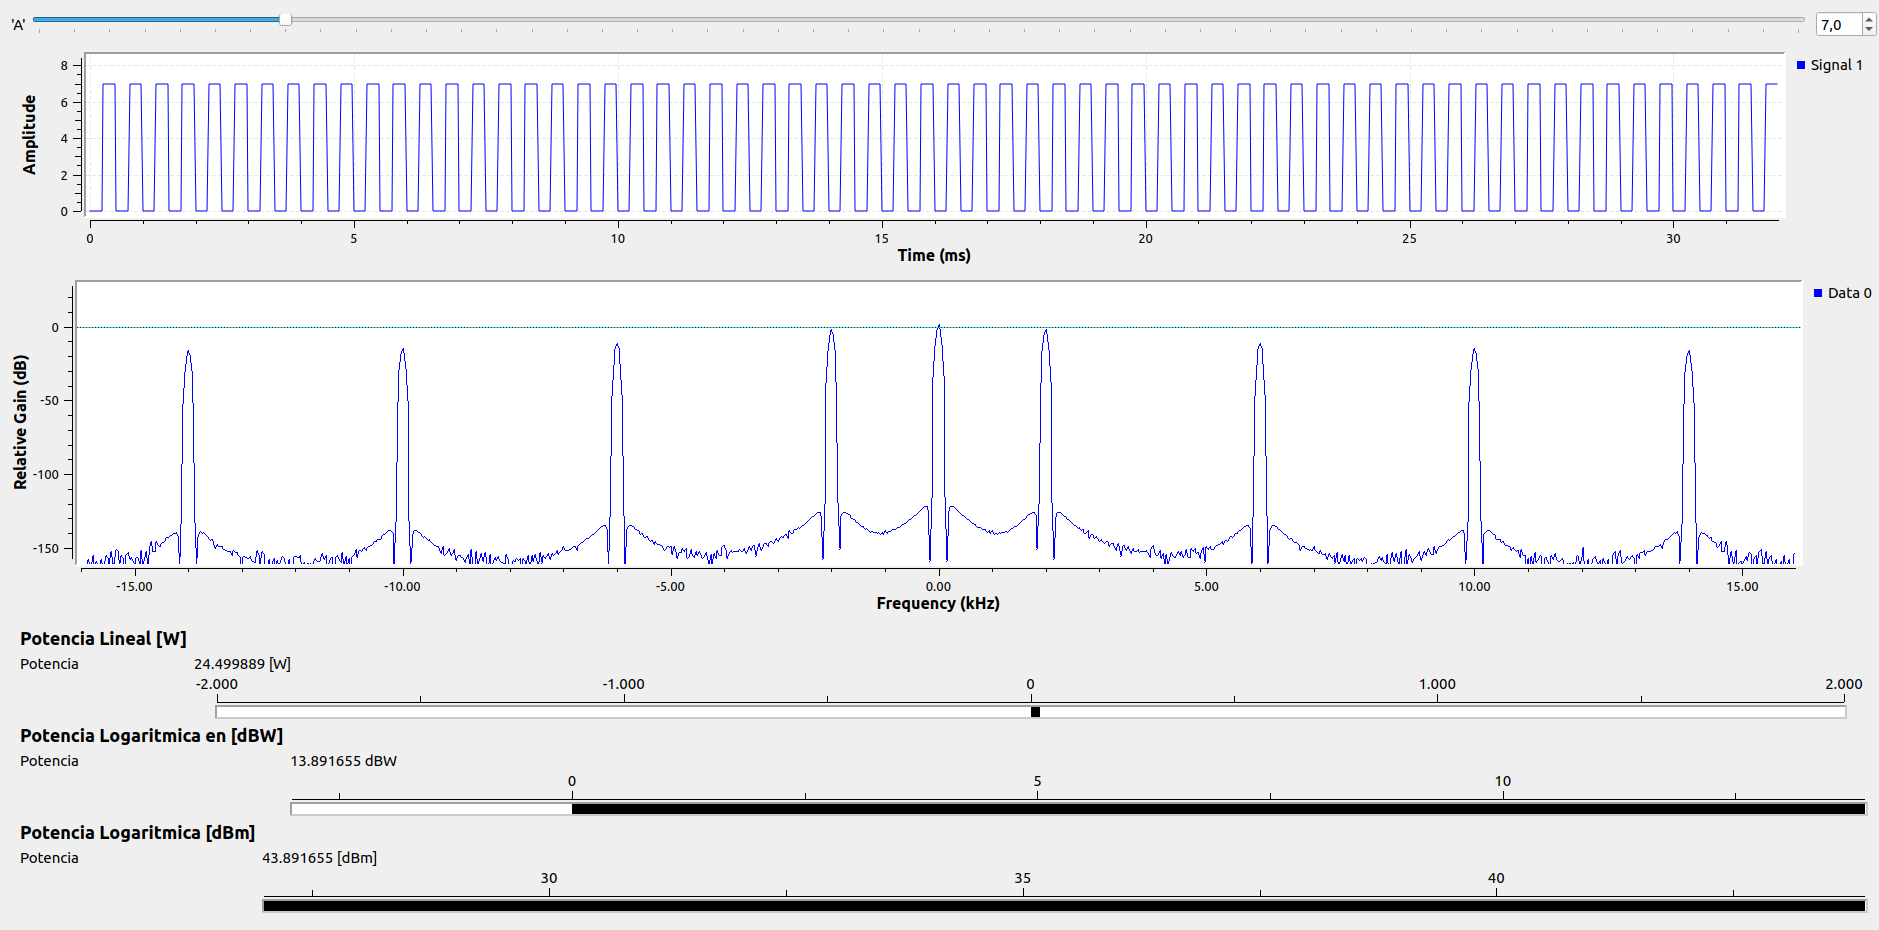 'A' 7,0
8
6
4
2
0
Amplitude
Signal 1
0 5 10 15 20 25 30
Time (ms)
0
-50
-100
-150
Relative Gain (dB)
Data 0
-15.00 -10.00 -5.00 0.00 5.00 10.00 15.00
Frequency (kHz)
Potencia Lineal [W]
Potencia 24.499889 [W]
-2.000 -1.000 0 1.000 2.000
Potencia Logaritmica en [dBW]
Potencia 13.891655 dBW
0 5 10
Potencia Logaritmica [dBm]
Potencia 43.891655 [dBm]
30 35 40